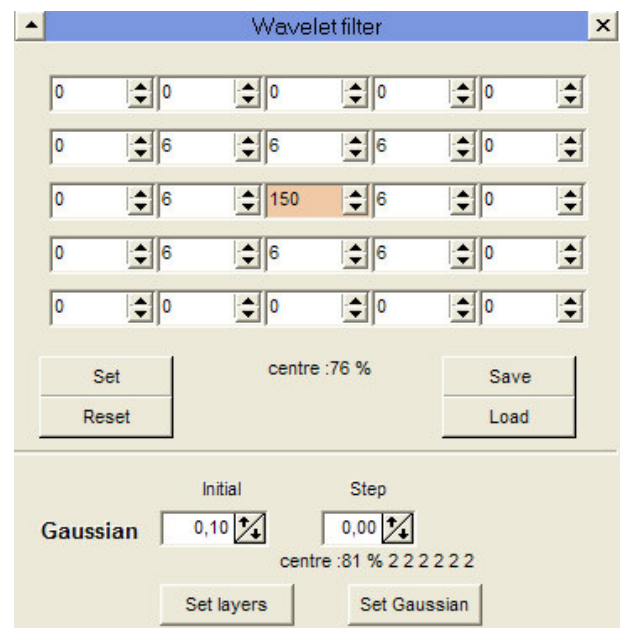 Wavelet filter
0 0 0 0 0
0 6 6 6 0
0 6 150 6 0
0 6 6 6 0
0 0 0 0 0
Set centre :76 % Save
Reset Load
Initial Step
Gaussian 0,10 0,00
centre :81 % 2 2 2 2 2 2
Set layers Set Gaussian